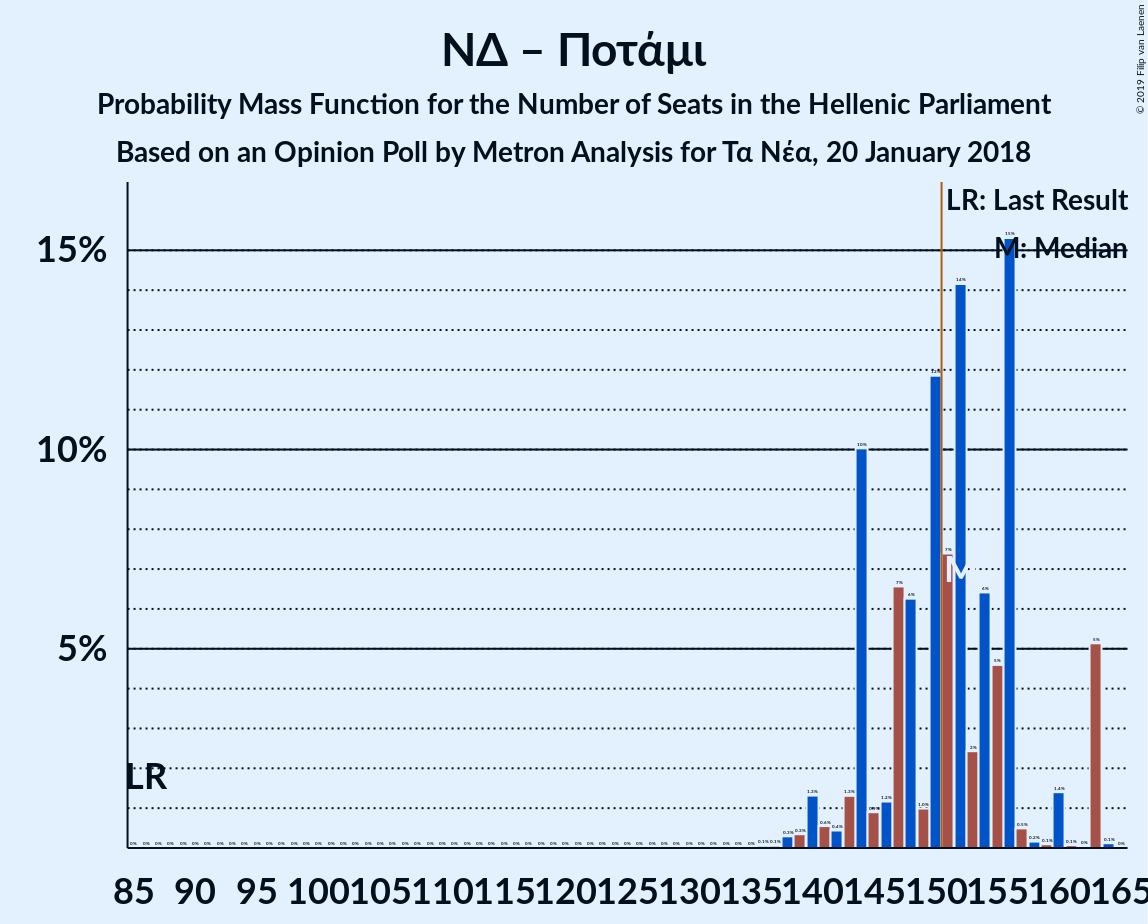 ΝΔ – Ποτάμι
Probability Mass Function for the Number of Seats in the Hellenic Parliament
Based on an Opinion Poll by Metron Analysis for Τα Νέα, 20 January 2018
© 2019 Filip van Laenen
LR: Last Result
M: Median
15%
10%
5%
LR
M
85 90 95 100 105 110 115 120 125 130 135 140 145 150 155 160 165